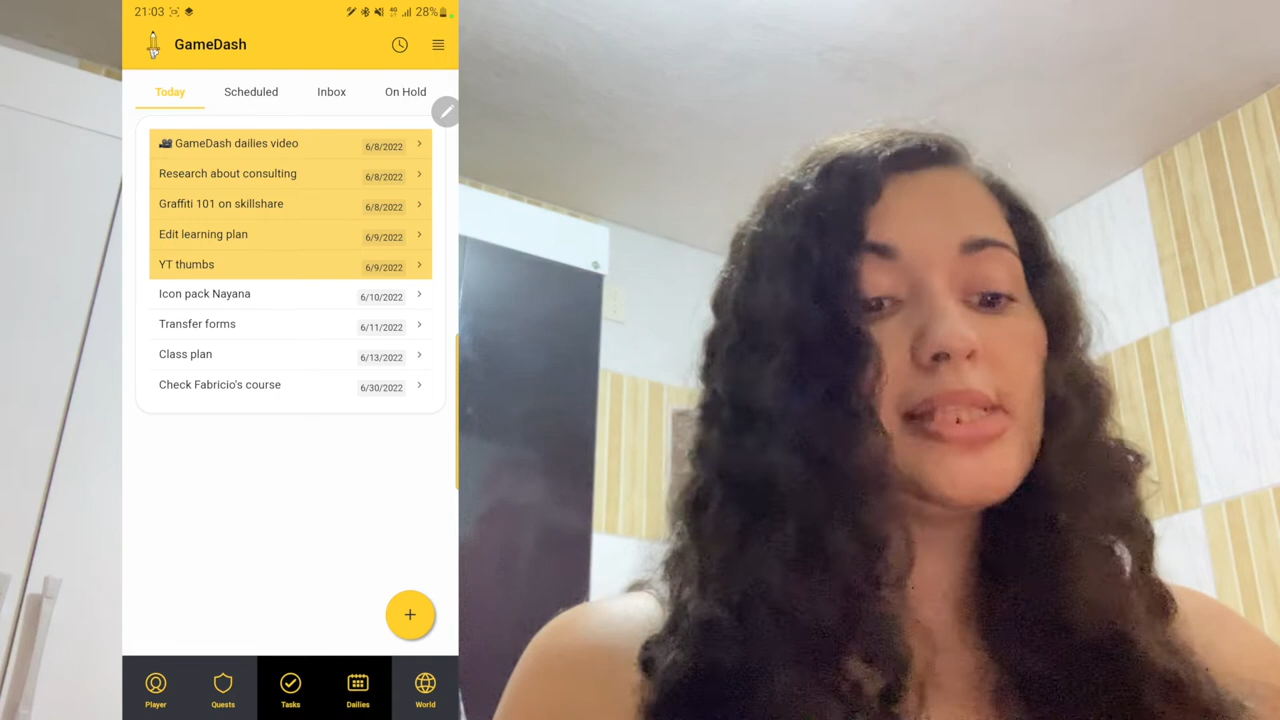 21:03 28%
GameDash
Today Scheduled Inbox On Hold
GameDash dailies video 6/8/2022
Research about consulting 6/8/2022
Graffiti 101 on skillshare 6/8/2022
Edit learning plan 6/9/2022
YT thumbs 6/9/2022
Icon pack Nayana 6/10/2022
Transfer forms 6/11/2022
Class plan 6/13/2022
Check Fabricio's course 6/30/2022
+
Player Quests Tasks Dailies World